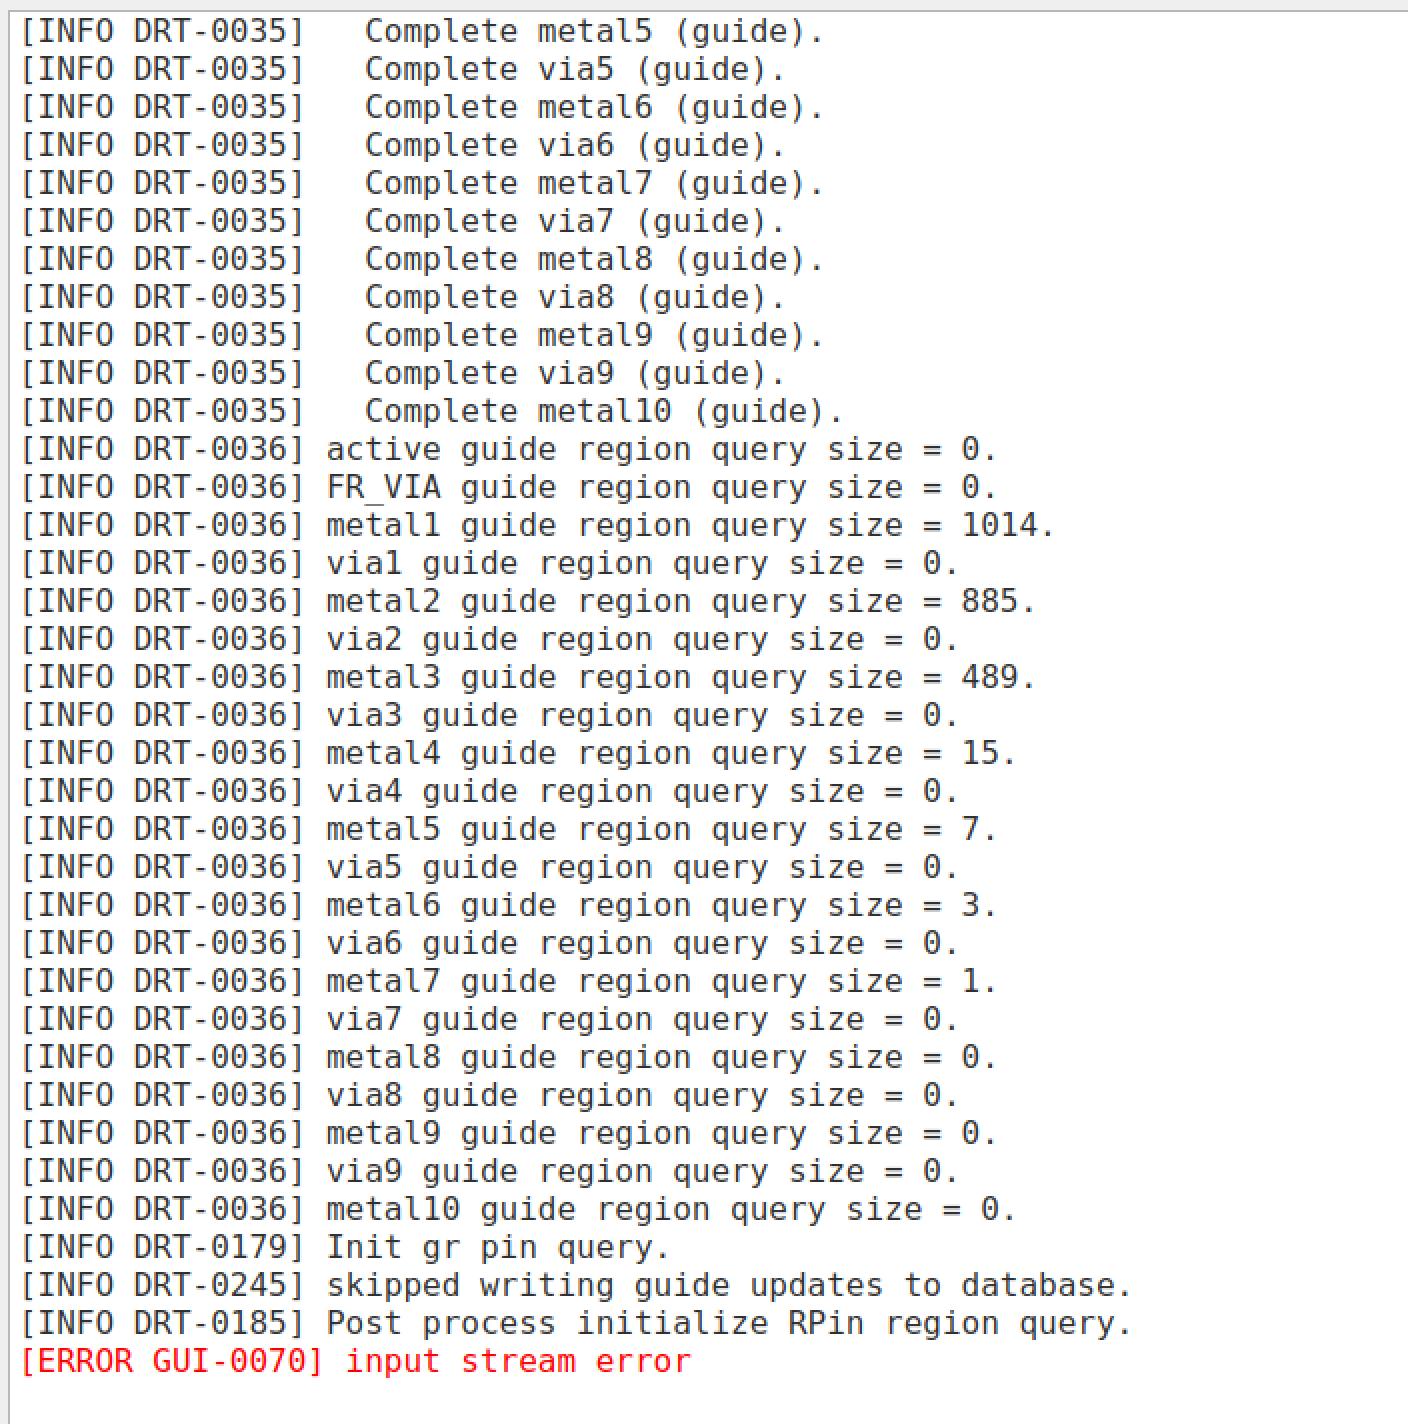 [INFO DRT-0035]   Complete metal5 (guide).
[INFO DRT-0035]   Complete via5 (guide).
[INFO DRT-0035]   Complete metal6 (guide).
[INFO DRT-0035]   Complete via6 (guide).
[INFO DRT-0035]   Complete metal7 (guide).
[INFO DRT-0035]   Complete via7 (guide).
[INFO DRT-0035]   Complete metal8 (guide).
[INFO DRT-0035]   Complete via8 (guide).
[INFO DRT-0035]   Complete metal9 (guide).
[INFO DRT-0035]   Complete via9 (guide).
[INFO DRT-0035]   Complete metal10 (guide).
[INFO DRT-0036] active guide region query size = 0.
[INFO DRT-0036] FR_VIA guide region query size = 0.
[INFO DRT-0036] metal1 guide region query size = 1014.
[INFO DRT-0036] via1 guide region query size = 0.
[INFO DRT-0036] metal2 guide region query size = 885.
[INFO DRT-0036] via2 guide region query size = 0.
[INFO DRT-0036] metal3 guide region query size = 489.
[INFO DRT-0036] via3 guide region query size = 0.
[INFO DRT-0036] metal4 guide region query size = 15.
[INFO DRT-0036] via4 guide region query size = 0.
[INFO DRT-0036] metal5 guide region query size = 7.
[INFO DRT-0036] via5 guide region query size = 0.
[INFO DRT-0036] metal6 guide region query size = 3.
[INFO DRT-0036] via6 guide region query size = 0.
[INFO DRT-0036] metal7 guide region query size = 1.
[INFO DRT-0036] via7 guide region query size = 0.
[INFO DRT-0036] metal8 guide region query size = 0.
[INFO DRT-0036] via8 guide region query size = 0.
[INFO DRT-0036] metal9 guide region query size = 0.
[INFO DRT-0036] via9 guide region query size = 0.
[INFO DRT-0036] metal10 guide region query size = 0.
[INFO DRT-0179] Init gr pin query.
[INFO DRT-0245] skipped writing guide updates to database.
[INFO DRT-0185] Post process initialize RPin region query.
[ERROR GUI-0070] input stream error